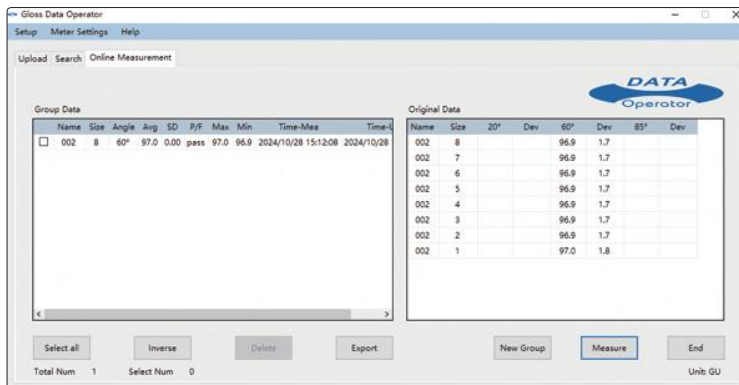 Gloss Data Operator
Setup Meter Settings Help
Upload Search Online Measurement
DATA
Operator
Group Data
Name Size Angle Avg SD P/F Max Min Time-Mea Time-U
002 8 60° 97.0 0.00 pass 97.0 96.9 2024/10/28 15:12:08 2024/10/28
Original Data
Name Size 20° Dev 60° Dev 85° Dev
002 8 96.9 1.7
002 7 96.9 1.7
002 6 96.9 1.7
002 5 96.9 1.7
002 4 96.9 1.7
002 3 96.9 1.7
002 2 96.9 1.7
002 1 97.0 1.8
Select all Inverse Delete Export
New Group Measure End
Total Num 1 Select Num 0
Unit: GU